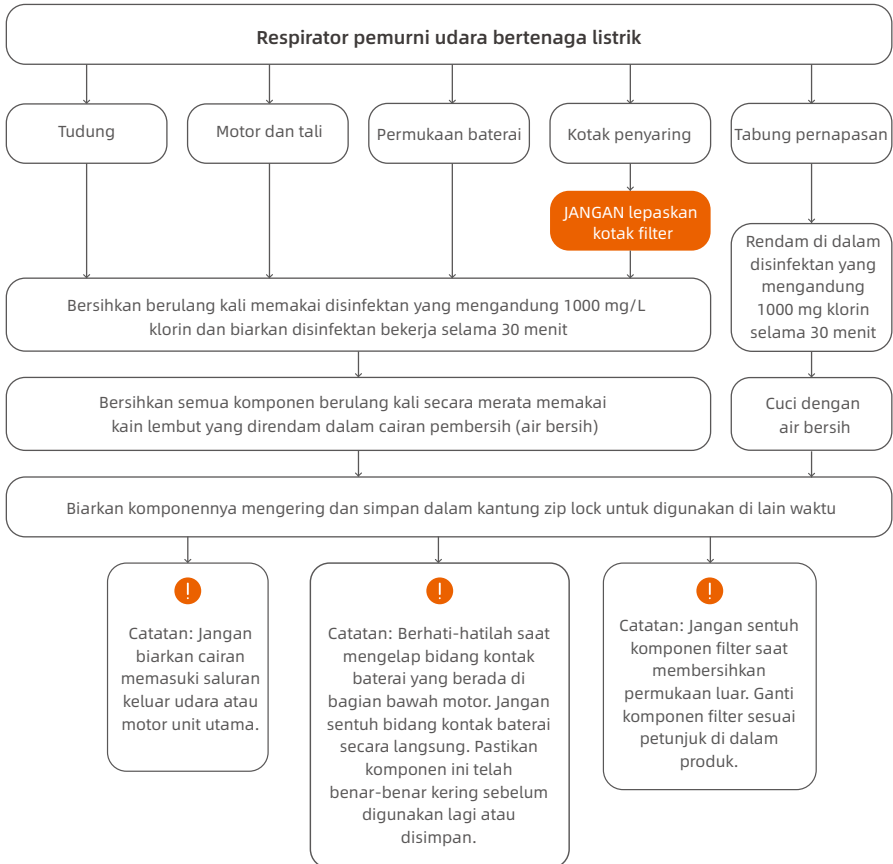 Respirator pemurni udara bertenaga listrik
Tudung
Motor dan tali
Permukaan baterai
Kotak penyaring
Tabung pernapasan
JANGAN lepaskan
kotak filter
Rendam di dalam
disinfektan yang
mengandung
1000 mg klorin
selama 30 menit
Bersihkan berulang kali memakai disinfektan yang mengandung 1000 mg/L
klorin dan biarkan disinfektan bekerja selama 30 menit
Bersihkan semua komponen berulang kali secara merata memakai
kain lembut yang direndam dalam cairan pembersih (air bersih)
Cuci dengan
air bersih
Biarkan komponennya mengering dan simpan dalam kantung zip lock untuk digunakan di lain waktu
!
Catatan: Jangan
biarkan cairan
memasuki saluran
keluar udara atau
motor unit utama.
!
Catatan: Berhati-hatilah saat
mengelap bidang kontak
baterai yang berada di
bagian bawah motor. Jangan
sentuh bidang kontak baterai
secara langsung. Pastikan
komponen ini telah
benar-benar kering sebelum
digunakan lagi atau
disimpan.
!
Catatan: Jangan sentuh
komponen filter saat
membersihkan
permukaan luar. Ganti
komponen filter sesuai
petunjuk di dalam
produk.